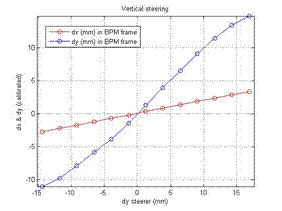 Vertical steering
dx (mm) in BPM frame
dy (mm) in BPM frame
dx & dy (calibrated)
10
5
0
-5
-10
-15 -10 -5 0 5 10 15
dy steerer (mm)